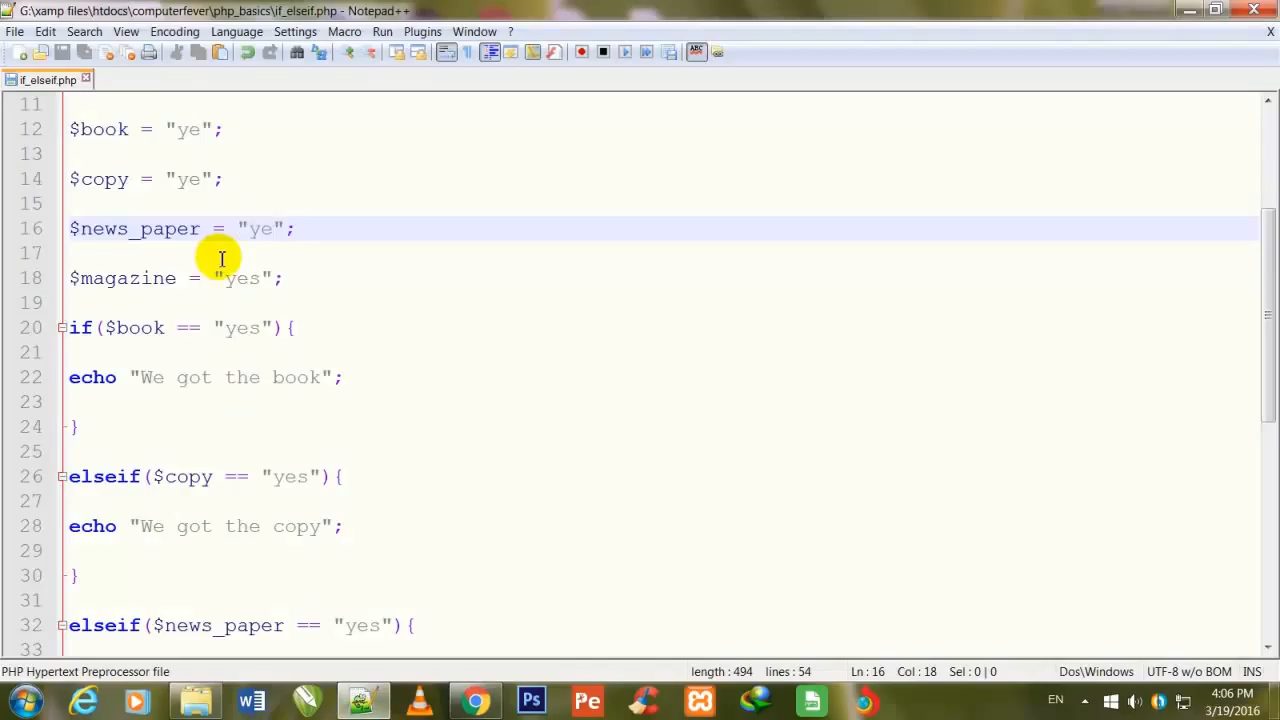 G:\xamp files\htdocs\computerfever\php_basics\if_elseif.php - Notepad++
File Edit Search View Encoding Language Settings Macro Run Plugins Window ? X
if_elseif.php
11
12 $book = "ye";
13
14 $copy = "ye";
15
16 $news_paper = "ye";
17
18 $magazine = "yes";
19
20 if($book == "yes"){
21
22 echo "We got the book";
23
24 }
25
26 elseif($copy == "yes"){
27
28 echo "We got the copy";
29
30 }
31
32 elseif($news_paper == "yes"){
33
PHP Hypertext Preprocessor file length : 494 lines : 54 Ln : 16 Col : 18 Sel : 0 | 0 Dos\Windows UTF-8 w/o BOM INS
EN 4:06 PM
3/19/2016